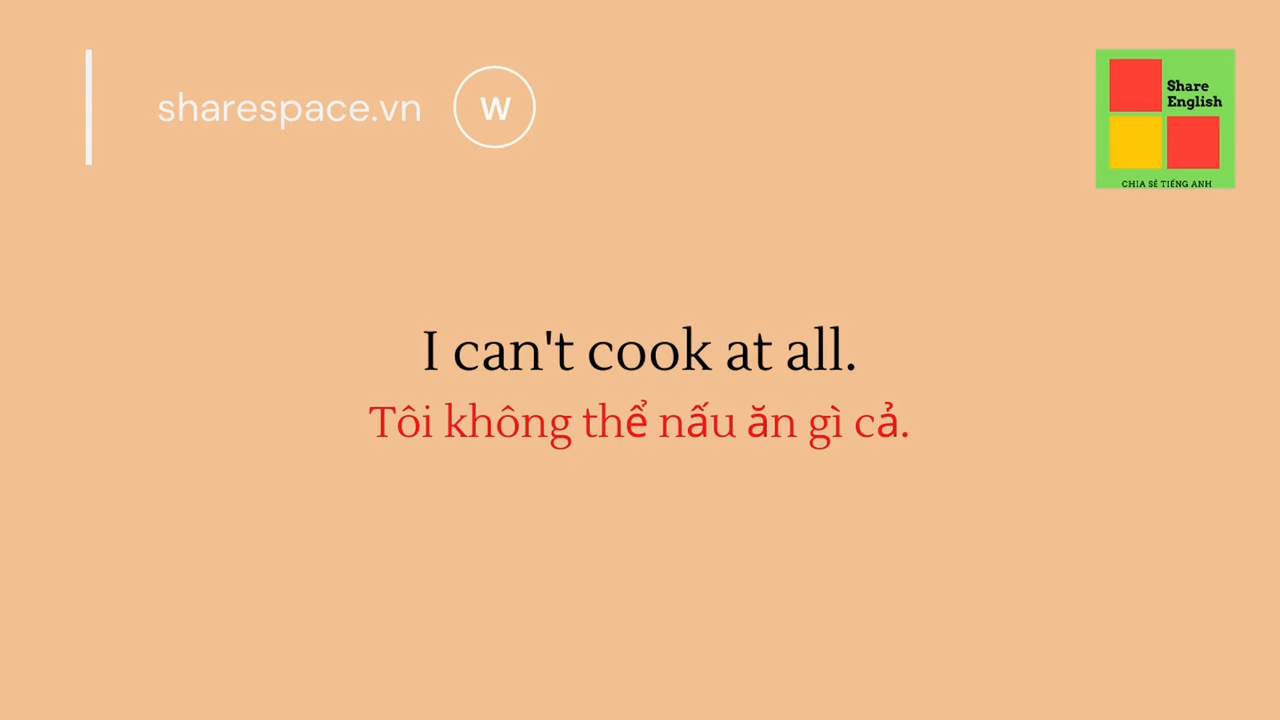 sharespace.vn
W
Share
English
CHIA SẺ TIẾNG ANH
I can't cook at all.
Tôi không thể nấu ăn gì cả.